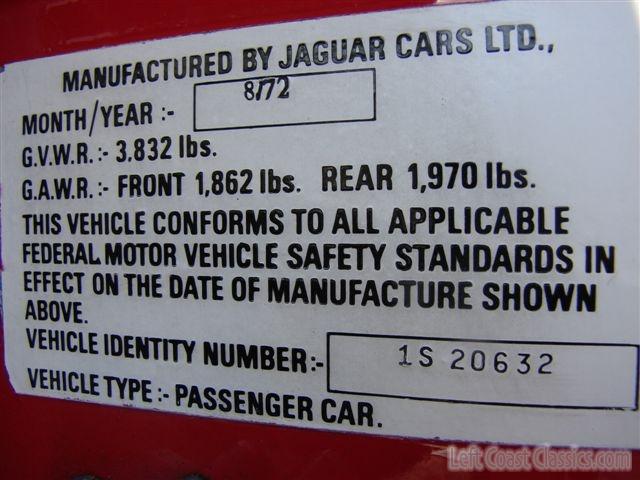 MANUFACTURED BY JAGUAR CARS LTD.,
MONTH/YEAR :- 8/72
G.V.W.R. :- 3,832 lbs.
G.A.W.R. :- FRONT 1,862 lbs. REAR 1,970 lbs.
THIS VEHICLE CONFORMS TO ALL APPLICABLE
FEDERAL MOTOR VEHICLE SAFETY STANDARDS IN
EFFECT ON THE DATE OF MANUFACTURE SHOWN
ABOVE.
VEHICLE IDENTITY NUMBER:- 1S 20632
VEHICLE TYPE :- PASSENGER CAR.
Left Coast Classics.com